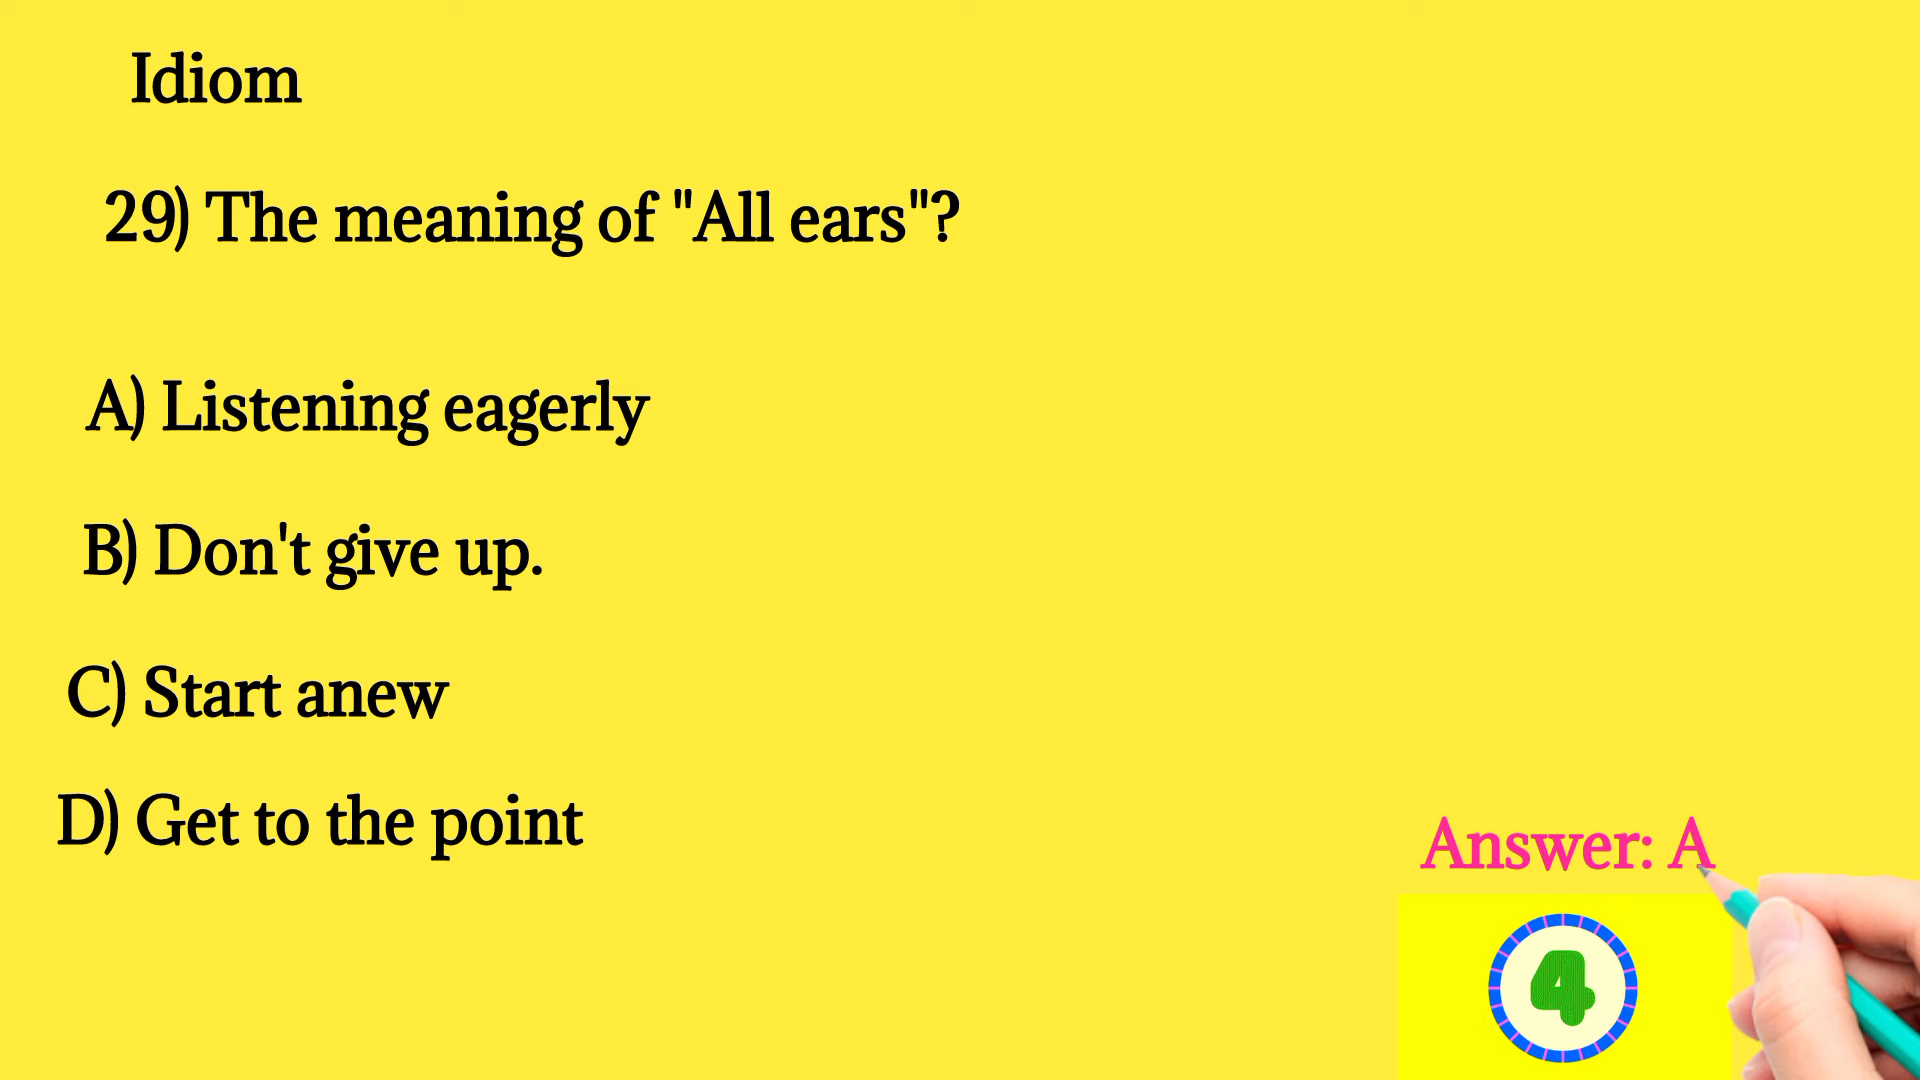 Idiom
29) The meaning of "All ears"?
A) Listening eagerly
B) Don't give up.
C) Start anew
D) Get to the point
Answer: A
4